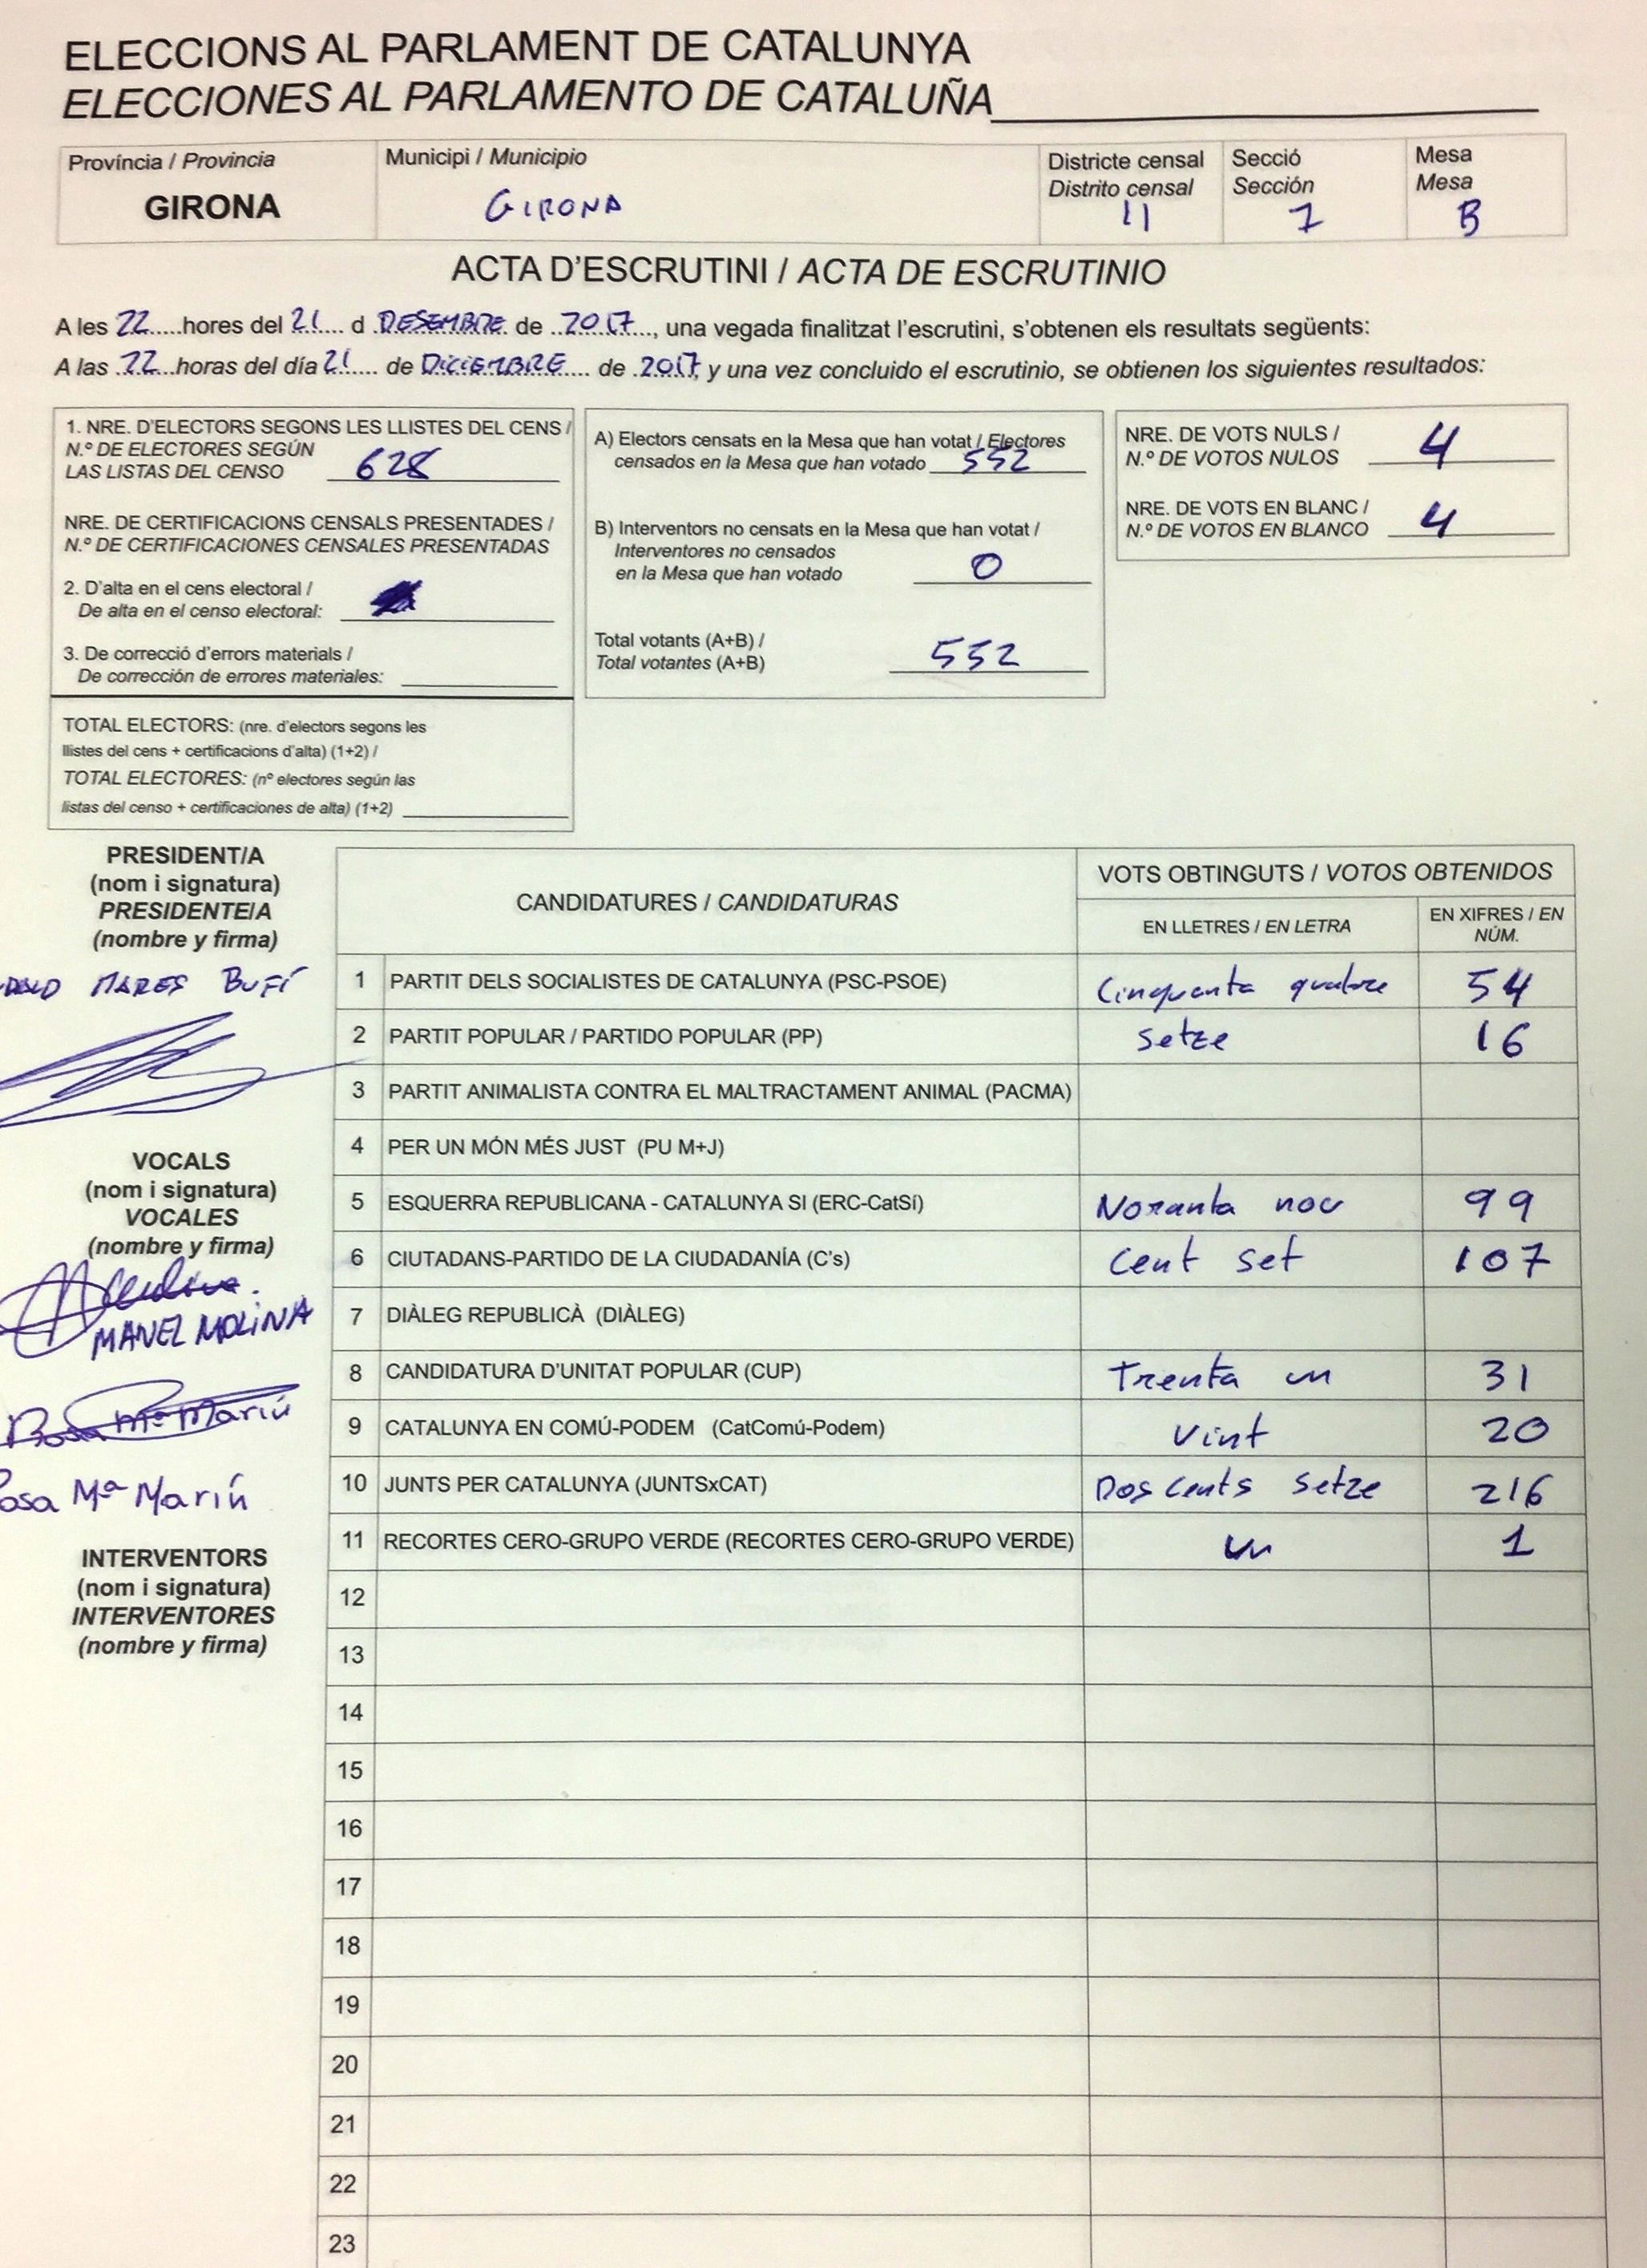 ELECCIONS AL PARLAMENT DE CATALUNYA
ELECCIONES AL PARLAMENTO DE CATALUÑA
Província / Provincia
GIRONA
Municipi / Municipio
GIRONA
Districte censal
Distrito censal
11
Secció
Sección
1
Mesa
Mesa
B
ACTA D'ESCRUTINI / ACTA DE ESCRUTINIO
A les 22 hores del 21 d DESEMBRE de 2017, una vegada finalitzat l'escrutini, s'obtenen els resultats següents:
A las 22 horas del día 21 de DICIEMBRE de 2017, y una vez concluido el escrutinio, se obtienen los siguientes resultados:
1. NRE. D'ELECTORS SEGONS LES LLISTES DEL CENS /
N.º DE ELECTORES SEGÚN
LAS LISTAS DEL CENSO 628
NRE. DE CERTIFICACIONS CENSALS PRESENTADES /
N.º DE CERTIFICACIONES CENSALES PRESENTADAS
2. D'alta en el cens electoral /
De alta en el censo electoral:
3. De correcció d'errors materials /
De corrección de errores materiales:
TOTAL ELECTORS: (nre. d'electors segons les
llistes del cens + certificacions d'alta) (1+2) /
TOTAL ELECTORES: (nº electores según las
listas del censo + certificaciones de alta) (1+2)
A) Electors censats en la Mesa que han votat / Electores
censados en la Mesa que han votado 552
B) Interventors no censats en la Mesa que han votat /
Interventores no censados
en la Mesa que han votado 0
Total votants (A+B) /
Total votantes (A+B) 552
NRE. DE VOTS NULS /
N.º DE VOTOS NULOS 4
NRE. DE VOTS EN BLANC /
N.º DE VOTOS EN BLANCO 4
PRESIDENT/A
(nom i signatura)
PRESIDENTE/A
(nombre y firma)
MARES BUFÍ
VOCALS
(nom i signatura)
VOCALES
(nombre y firma)
MANEL MOLINA
Rosa Mª Marín
osa Mª Marín
INTERVENTORS
(nom i signatura)
INTERVENTORES
(nombre y firma)
CANDIDATURES / CANDIDATURAS
VOTS OBTINGUTS / VOTOS OBTENIDOS
EN LLETRES / EN LETRA
EN XIFRES / EN
NÚM.
1 PARTIT DELS SOCIALISTES DE CATALUNYA (PSC-PSOE) Cinquanta quatre 54
2 PARTIT POPULAR / PARTIDO POPULAR (PP) Setze 16
3 PARTIT ANIMALISTA CONTRA EL MALTRACTAMENT ANIMAL (PACMA)
4 PER UN MÓN MÉS JUST (PU M+J)
5 ESQUERRA REPUBLICANA - CATALUNYA SI (ERC-CatSí) Noranta nou 99
6 CIUTADANS-PARTIDO DE LA CIUDADANÍA (C's) Cent set 107
7 DIÀLEG REPUBLICÀ (DIÀLEG)
8 CANDIDATURA D'UNITAT POPULAR (CUP) Trenta un 31
9 CATALUNYA EN COMÚ-PODEM (CatComú-Podem) Vint 20
10 JUNTS PER CATALUNYA (JUNTSxCAT) Dos cents setze 216
11 RECORTES CERO-GRUPO VERDE (RECORTES CERO-GRUPO VERDE) un 1
12
13
14
15
16
17
18
19
20
21
22
23